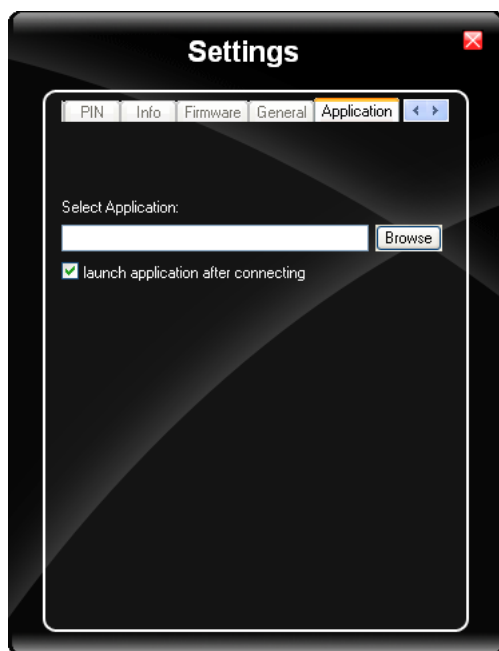 Settings
PIN Info Firmware General Application
Select Application:
Browse
launch application after connecting